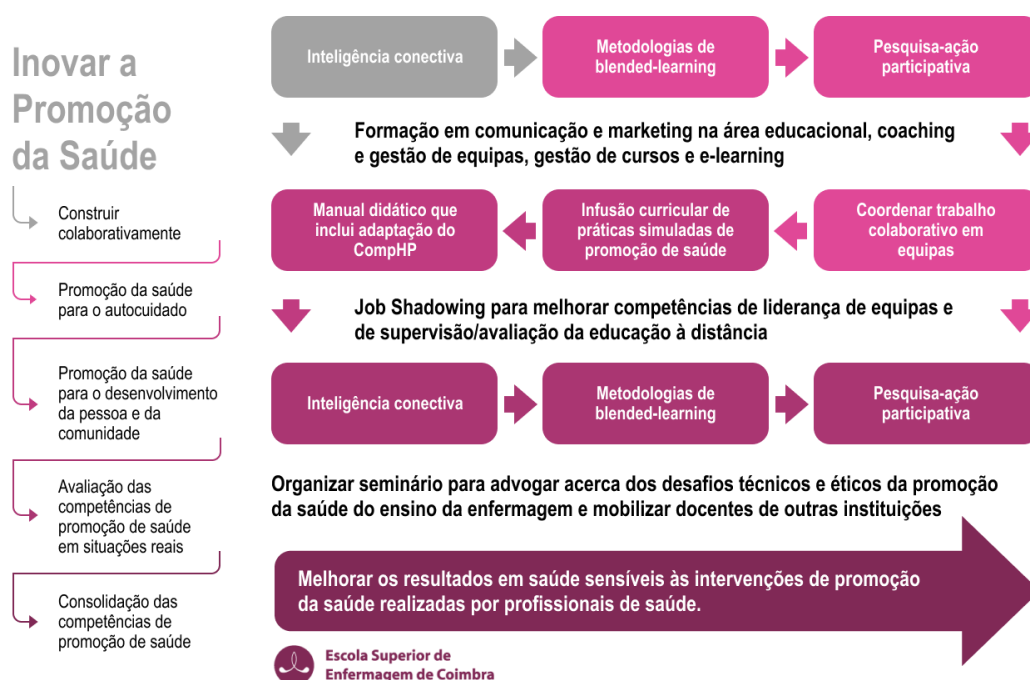 Inovar a
Promoção
da Saúde
Construir
colaborativamente
Promoção da saúde
para o autocuidado
Promoção da saúde
para o desenvolvimento
da pessoa e da
comunidade
Avaliação das
competências de
promoção de saúde
em situações reais
Consolidação das
competências de
promoção de saúde
Inteligência conectiva
Metodologias de
blended-learning
Pesquisa-ação
participativa
Formação em comunicação e marketing na área educacional, coaching
e gestão de equipas, gestão de cursos e e-learning
Manual didático que
inclui adaptação do
CompHP
Infusão curricular de
práticas simuladas de
promoção de saúde
Coordenar trabalho
colaborativo em
equipas
Job Shadowing para melhorar competências de liderança de equipas e
de supervisão/avaliação da educação à distância
Inteligência conectiva
Metodologias de
blended-learning
Pesquisa-ação
participativa
Organizar seminário para advogar acerca dos desafios técnicos e éticos da promoção
da saúde do ensino da enfermagem e mobilizar docentes de outras instituições
Melhorar os resultados em saúde sensíveis às intervenções de promoção
da saúde realizadas por profissionais de saúde.
Escola Superior de
Enfermagem de Coimbra